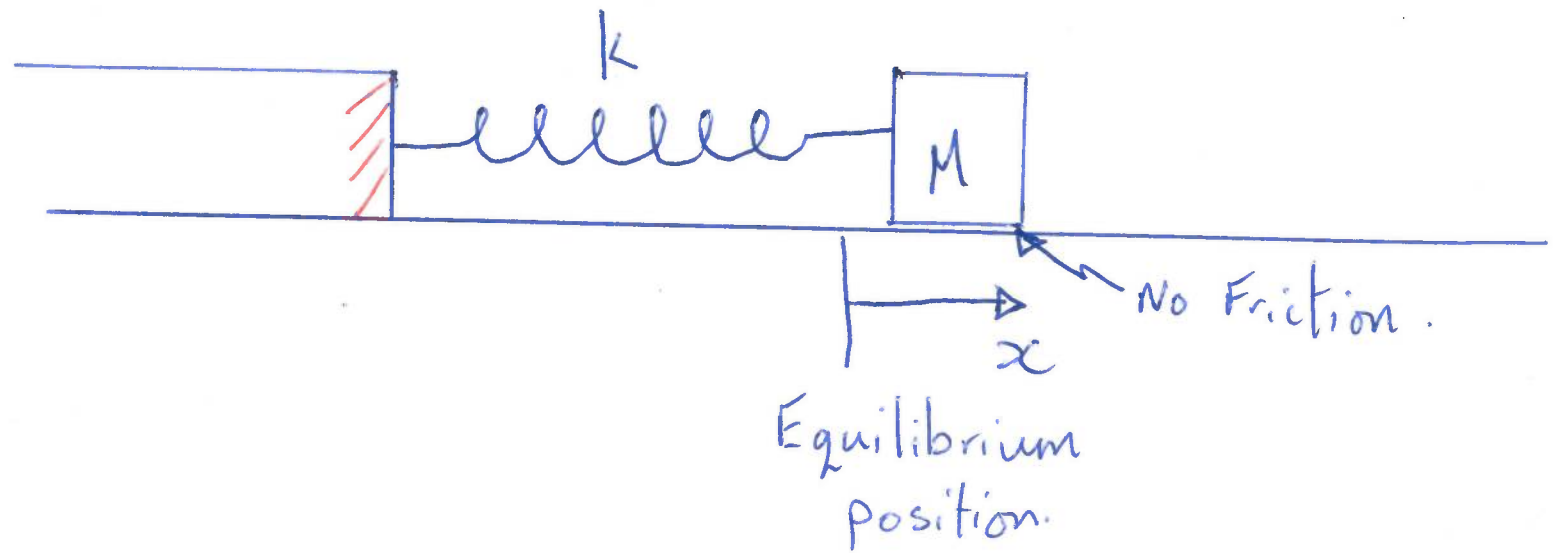 k
M
No Friction.
x
Equilibrium
position.